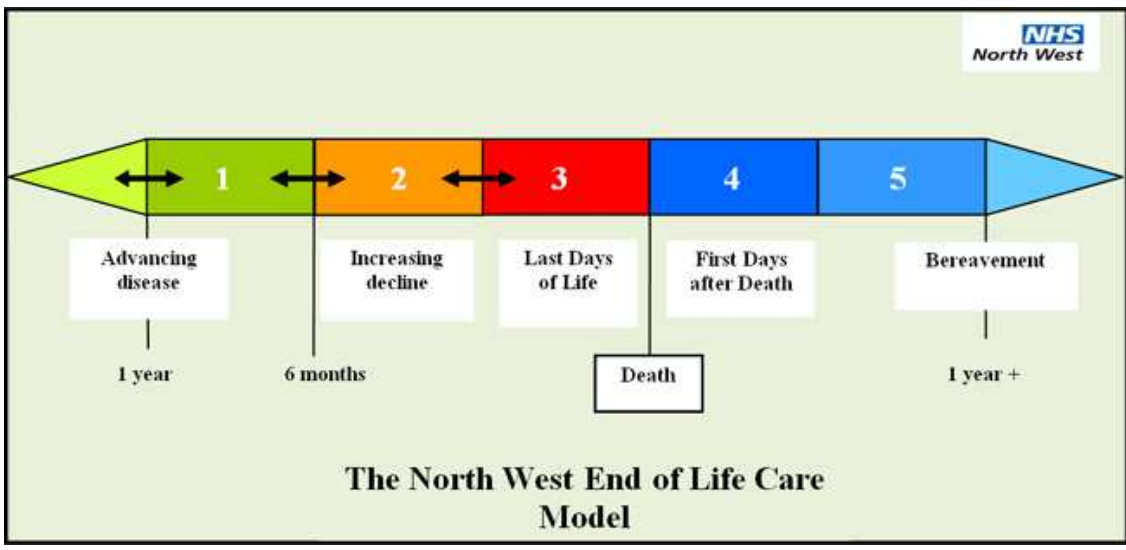 NHS
North West
1 2 3 4 5
Advancing
disease
Increasing
decline
Last Days
of Life
First Days
after Death
Bereavement
1 year
6 months
Death
1 year +
The North West End of Life Care
Model